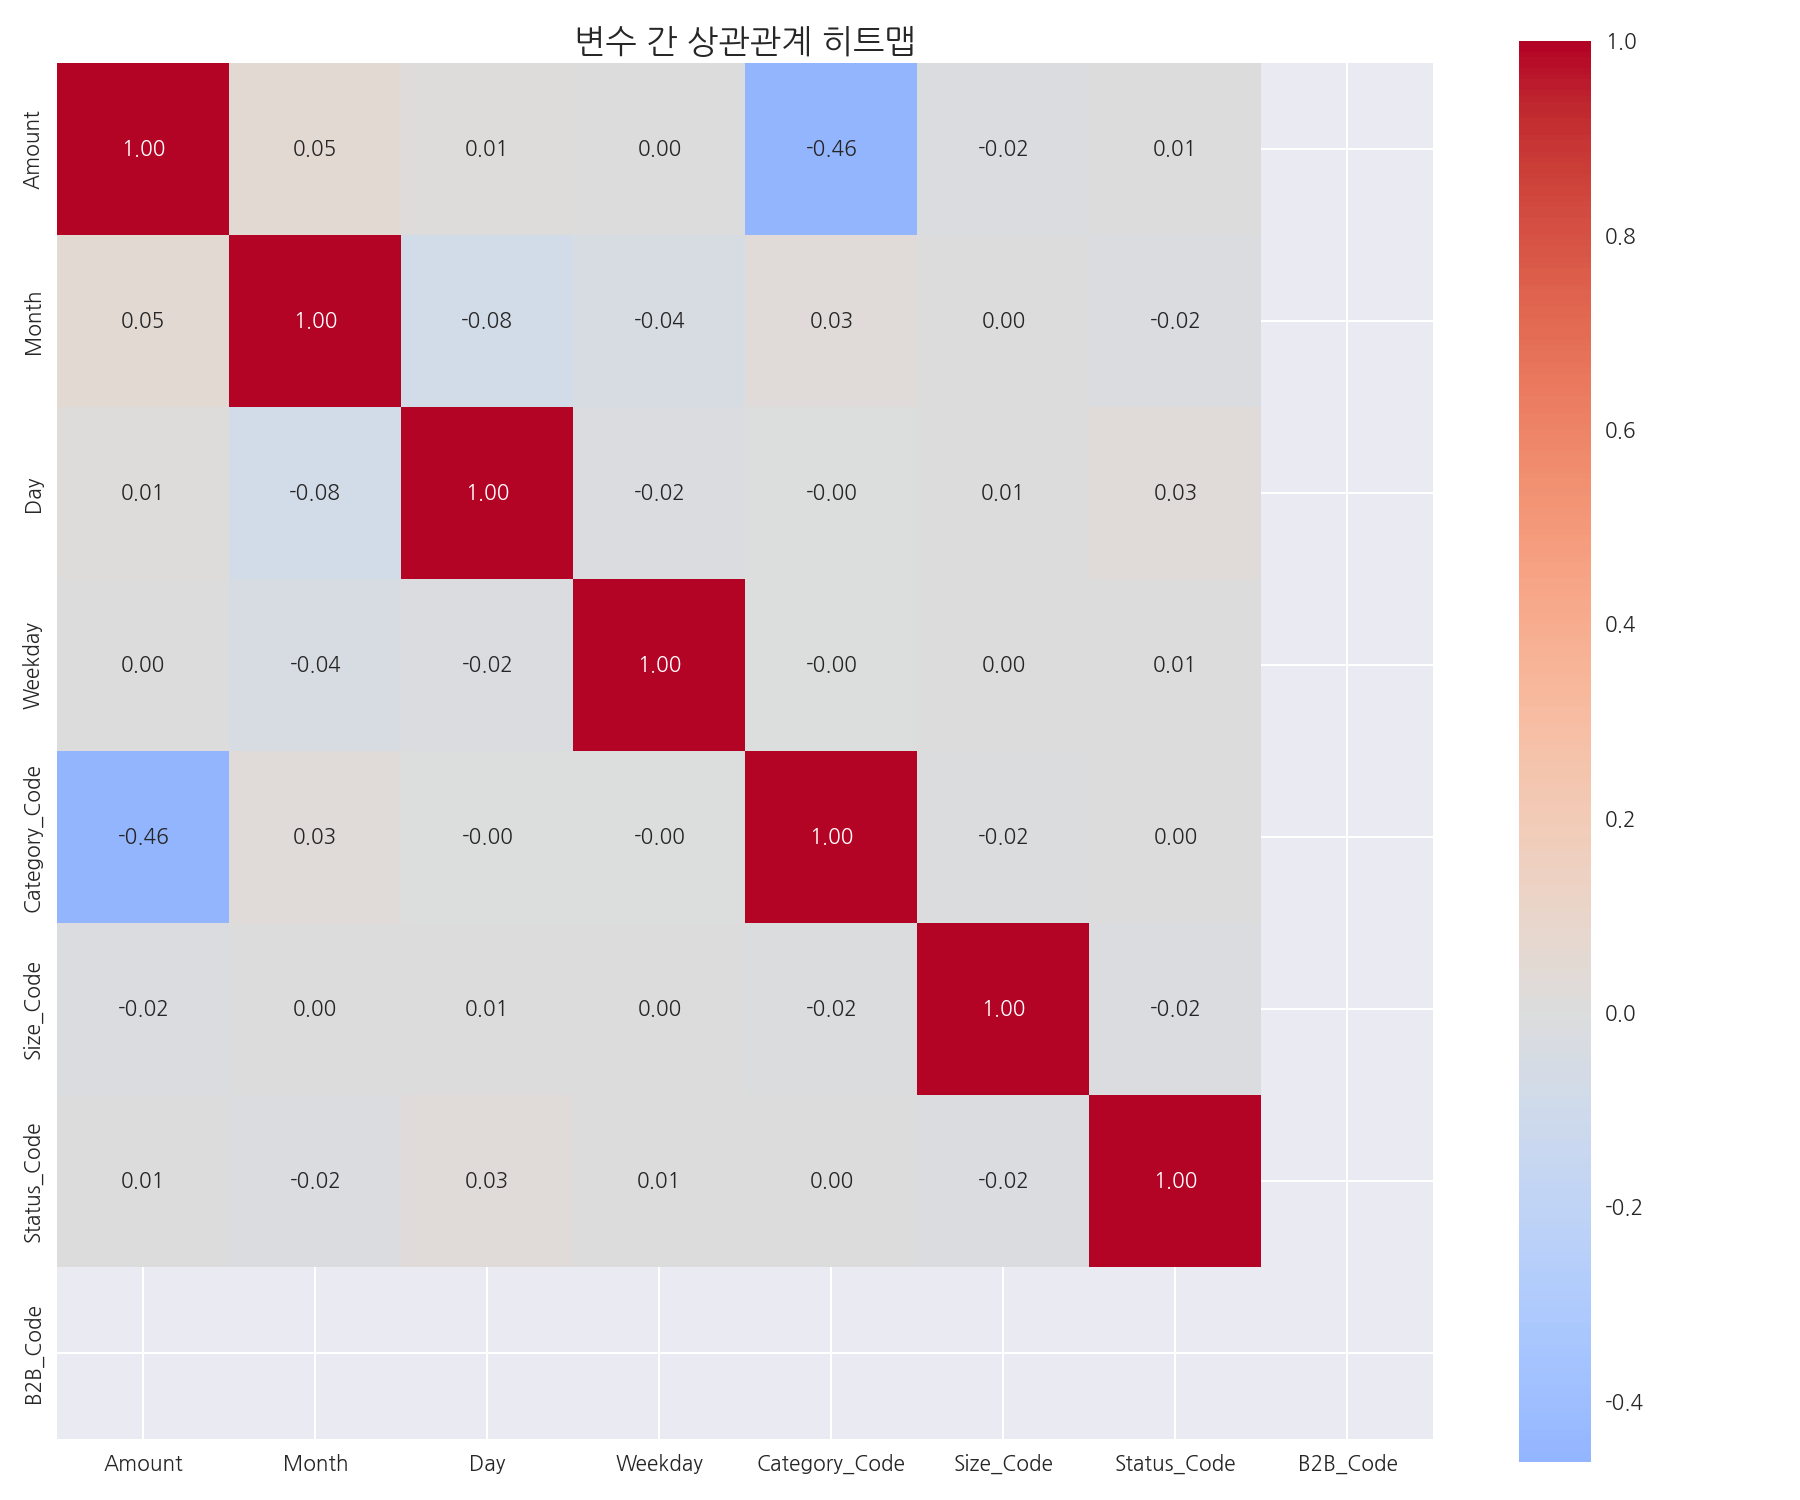 변수 간 상관관계 히트맵
Amount 1.00 0.05 0.01 0.00 -0.46 -0.02 0.01
Month 0.05 1.00 -0.08 -0.04 0.03 0.00 -0.02
Day 0.01 -0.08 1.00 -0.02 -0.00 0.01 0.03
Weekday 0.00 -0.04 -0.02 1.00 -0.00 0.00 0.01
Category_Code -0.46 0.03 -0.00 -0.00 1.00 -0.02 0.00
Size_Code -0.02 0.00 0.01 0.00 -0.02 1.00 -0.02
Status_Code 0.01 -0.02 0.03 0.01 0.00 -0.02 1.00
B2B_Code
Amount Month Day Weekday Category_Code Size_Code Status_Code B2B_Code
1.0
0.8
0.6
0.4
0.2
0.0
-0.2
-0.4